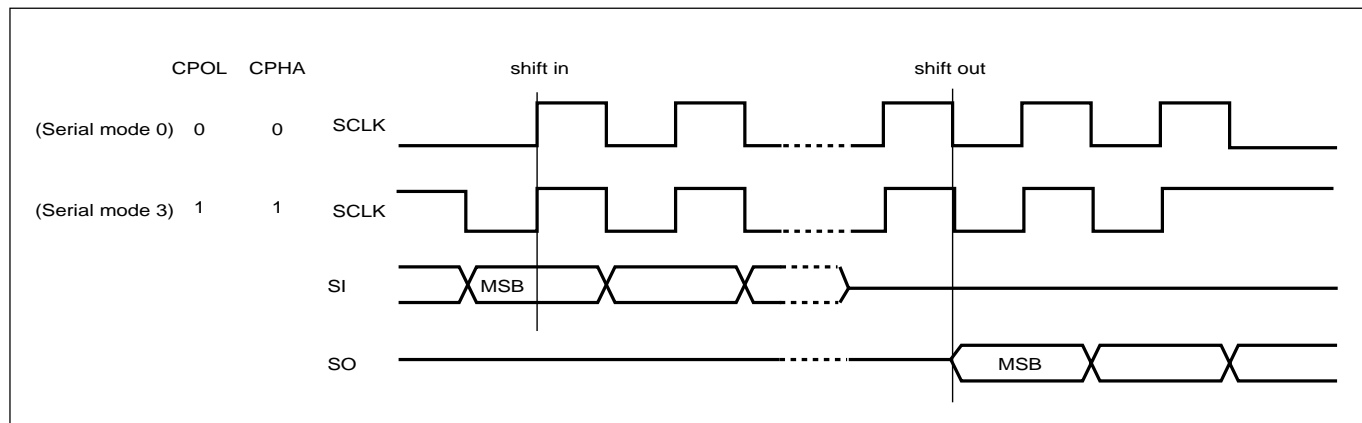 CPOL CPHA shift in shift out
(Serial mode 0) 0 0 SCLK
(Serial mode 3) 1 1 SCLK
SI MSB
SO MSB